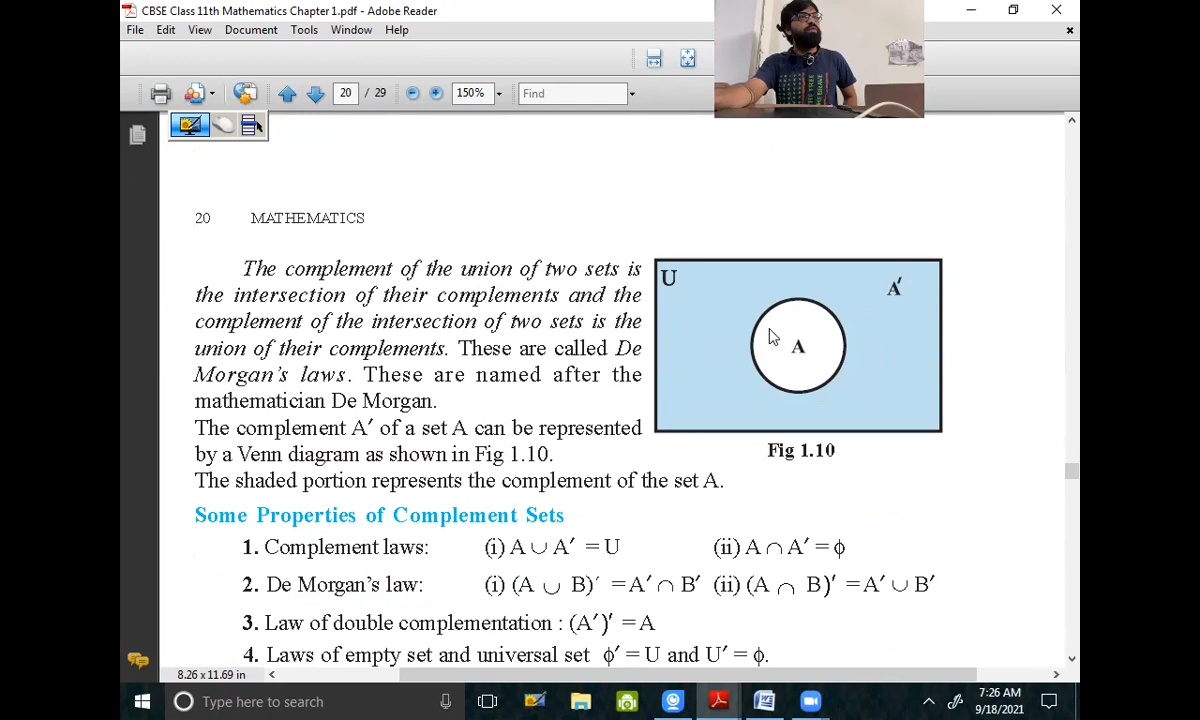 CBSE Class 11th Mathematics Chapter 1.pdf - Adobe Reader
File Edit View Document Tools Window Help
20 / 29 150% Find
20 MATHEMATICS
The complement of the union of two sets is
the intersection of their complements and the
complement of the intersection of two sets is the
union of their complements. These are called De
Morgan's laws. These are named after the
mathematician De Morgan.
The complement A′ of a set A can be represented
by a Venn diagram as shown in Fig 1.10.
The shaded portion represents the complement of the set A.
U
A′
A
Fig 1.10
Some Properties of Complement Sets
1. Complement laws: (i) A ∪ A′ = U (ii) A ∩ A′ = ϕ
2. De Morgan's law: (i) (A ∪ B)′ = A′ ∩ B′ (ii) (A ∩ B)′ = A′ ∪ B′
3. Law of double complementation : (A′)′ = A
4. Laws of empty set and universal set ϕ′ = U and U′ = ϕ.
8.26 x 11.69 in
Type here to search
7:26 AM
9/18/2021